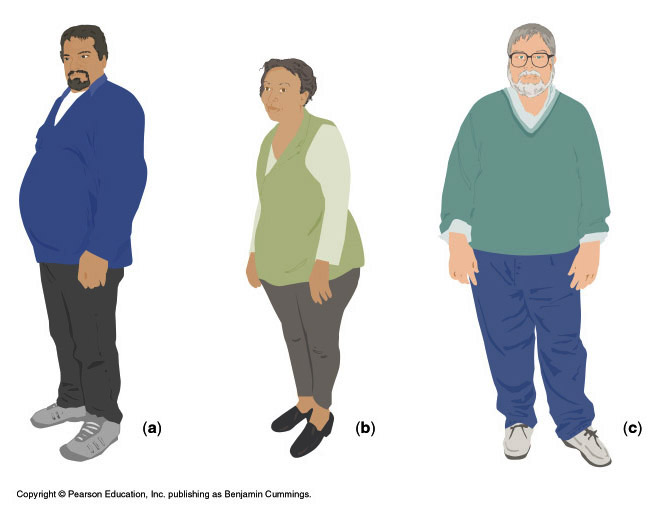 (a)
(b)
(c)
Copyright © Pearson Education, Inc. publishing as Benjamin Cummings.